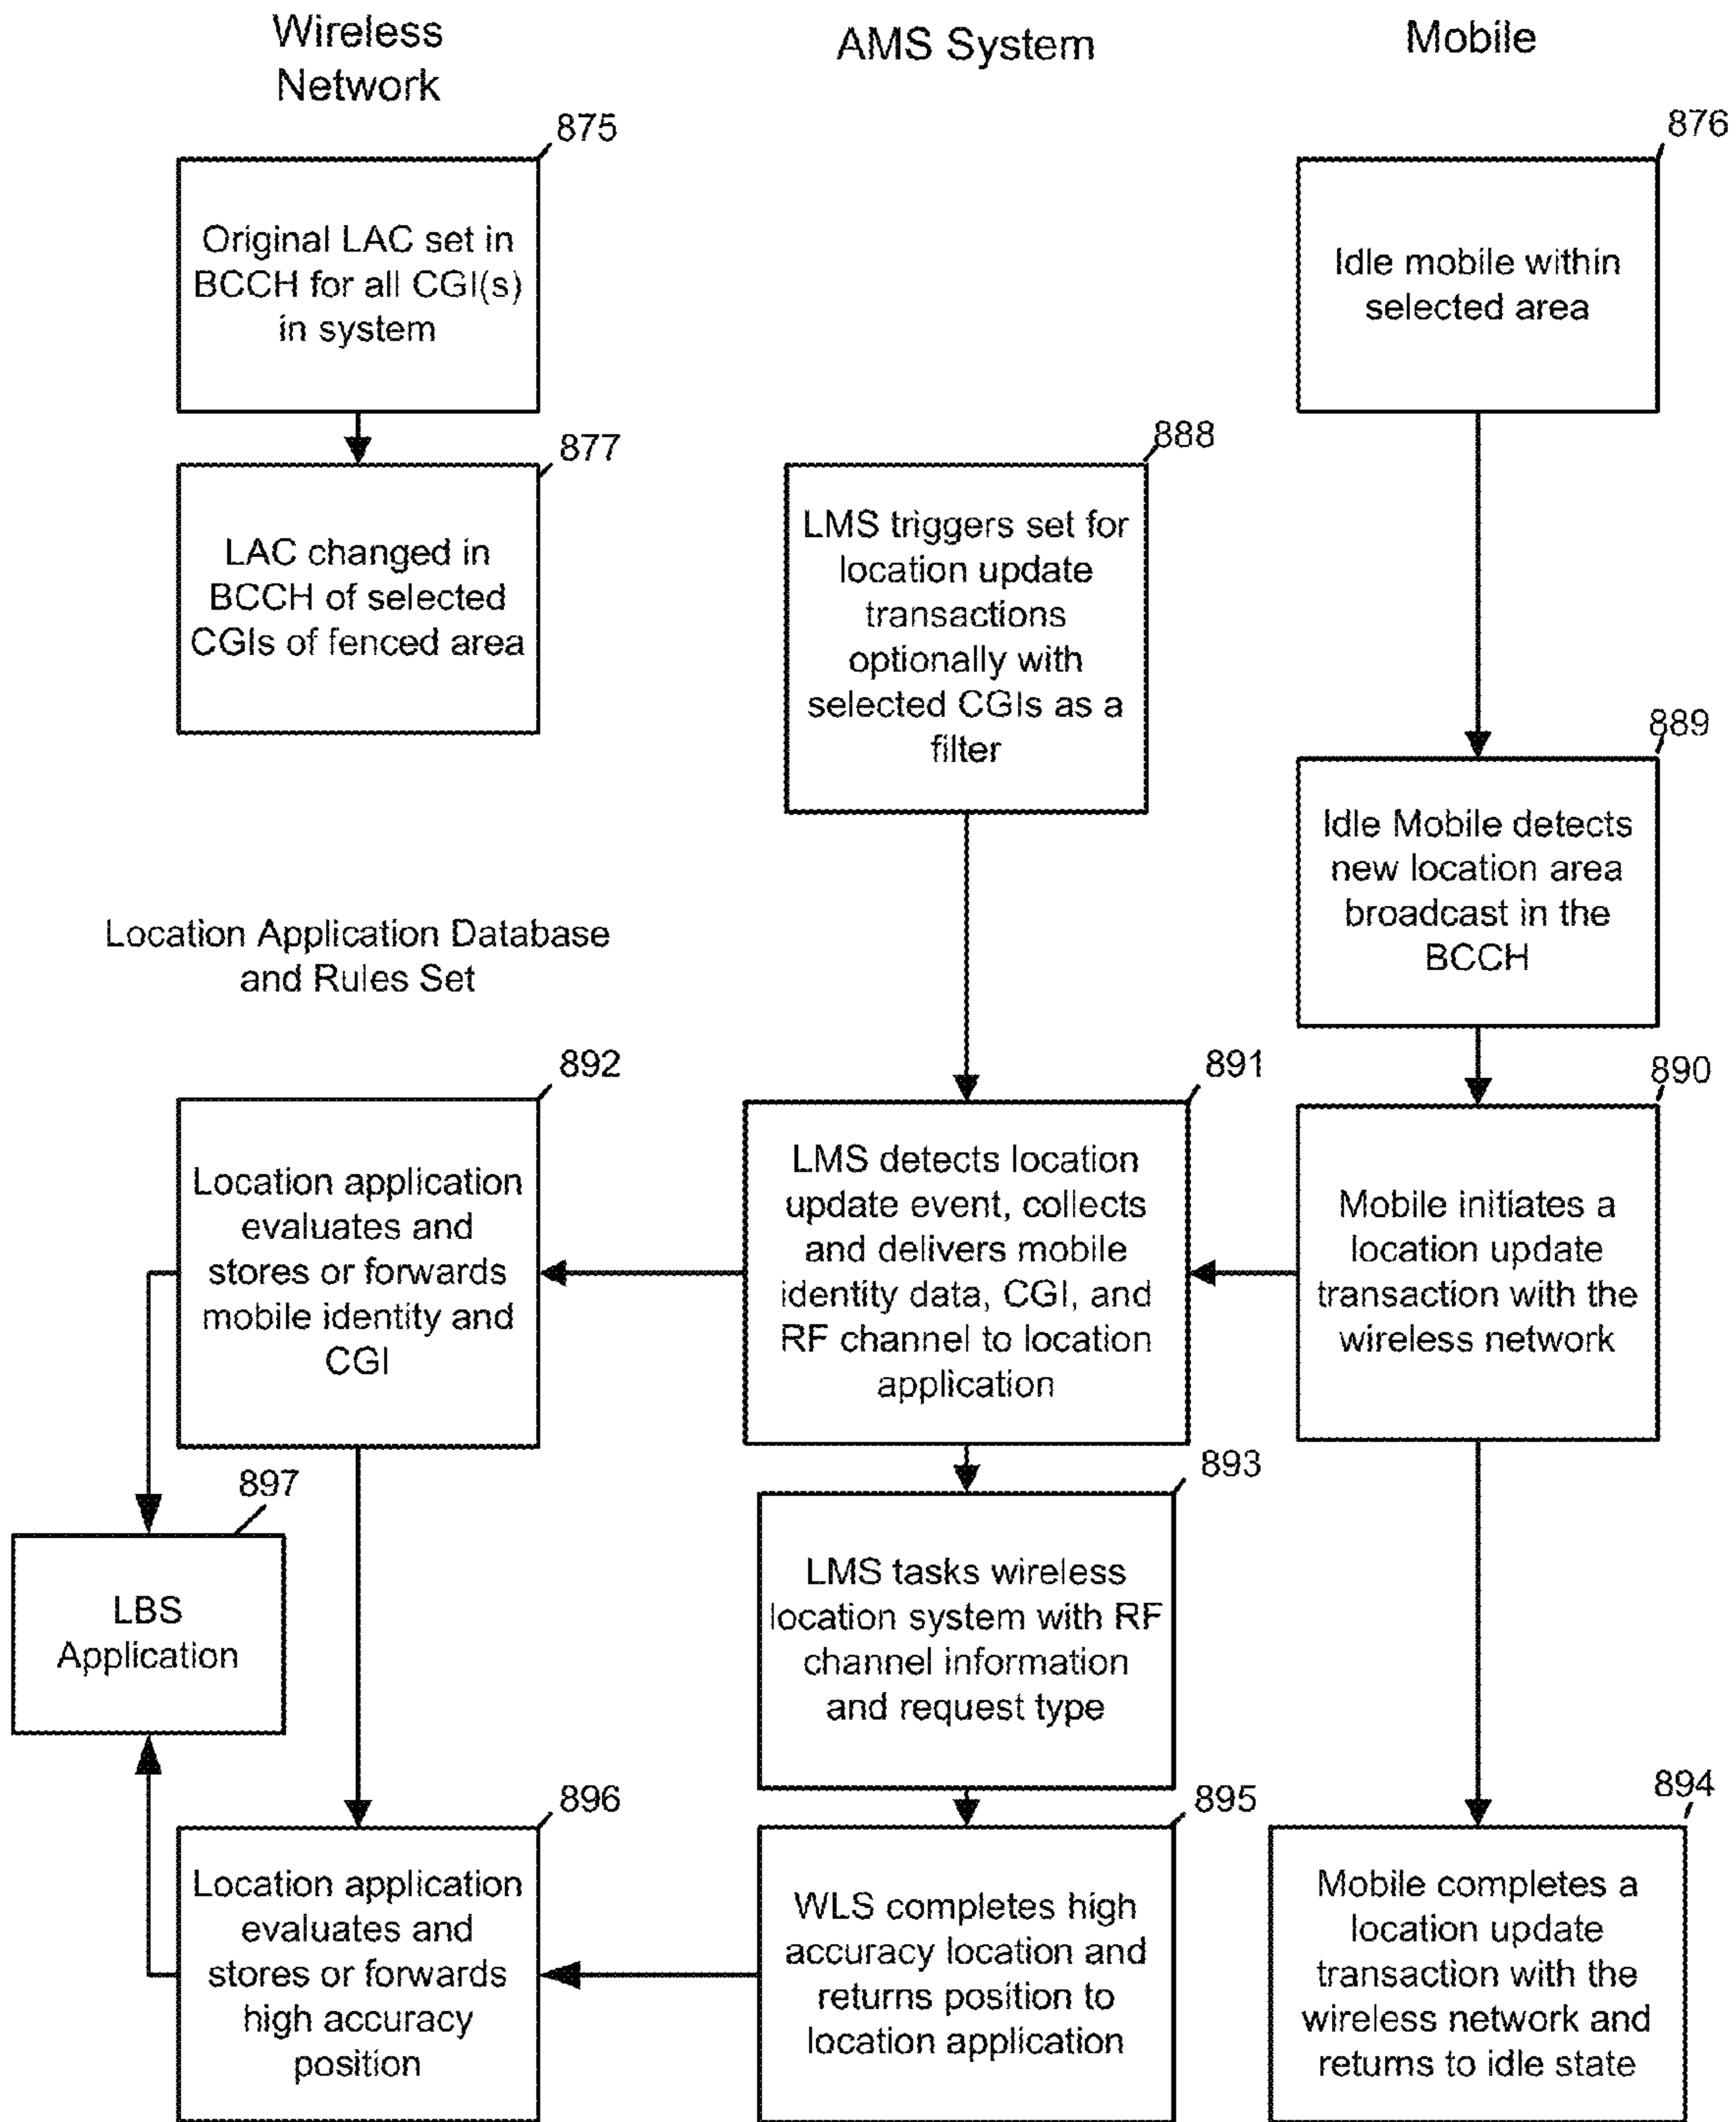 Wireless
Network
AMS System
Mobile
875
Original LAC set in
BCCH for all CGI(s)
in system
876
Idle mobile within
selected area
877
LAC changed in
BCCH of selected
CGIs of fenced area
888
LMS triggers set for
location update
transactions
optionally with
selected CGIs as a
filter
889
Idle Mobile detects
new location area
broadcast in the
BCCH
Location Application Database
and Rules Set
892
Location application
evaluates and
stores or forwards
mobile identity and
CGI
891
LMS detects location
update event, collects
and delivers mobile
identity data, CGI, and
RF channel to location
application
890
Mobile initiates a
location update
transaction with the
wireless network
897
LBS
Application
893
LMS tasks wireless
location system with RF
channel information
and request type
896
Location application
evaluates and
stores or forwards
high accuracy
position
895
WLS completes high
accuracy location and
returns position to
location application
894
Mobile completes a
location update
transaction with the
wireless network and
returns to idle state